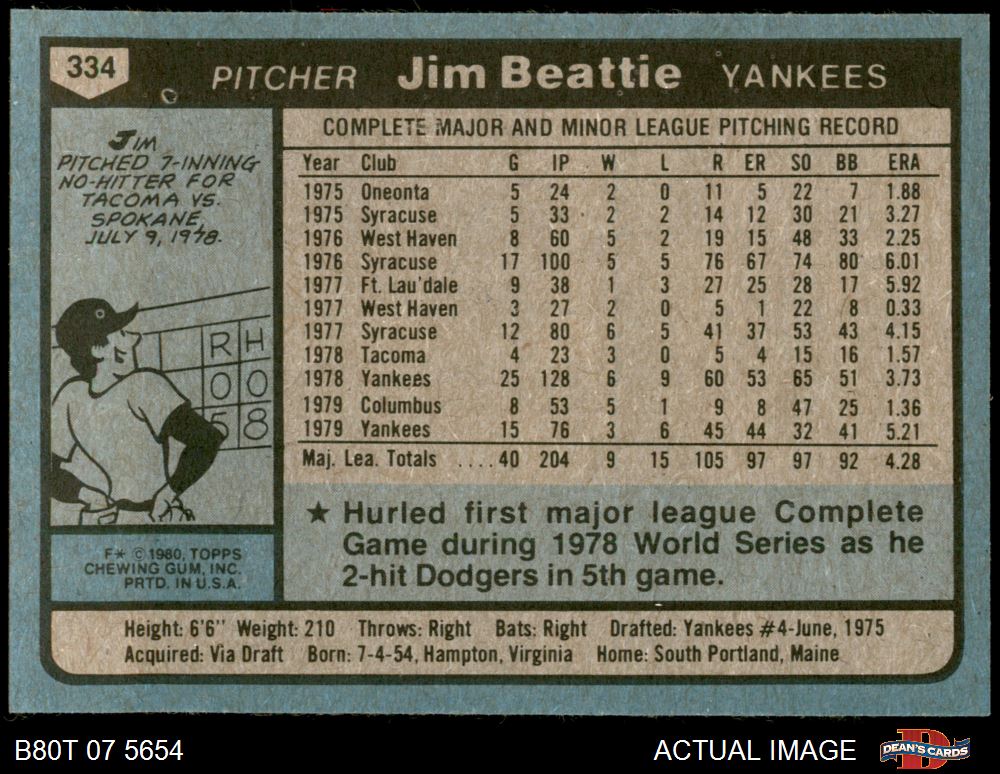 334 PITCHER Jim Beattie YANKEES
JIM
PITCHED 7-INNING
NO-HITTER FOR
TACOMA VS.
SPOKANE,
JULY 9, 1978.
R H
0 0
5 8
F* © 1980, TOPPS
CHEWING GUM, INC.
PRTD. IN U.S.A.
COMPLETE MAJOR AND MINOR LEAGUE PITCHING RECORD
Year Club G IP W L R ER SO BB ERA
1975 Oneonta 5 24 2 0 11 5 22 7 1.88
1975 Syracuse 5 33 2 2 14 12 30 21 3.27
1976 West Haven 8 60 5 2 19 15 48 33 2.25
1976 Syracuse 17 100 5 5 76 67 74 80 6.01
1977 Ft. Lau'dale 9 38 1 3 27 25 28 17 5.92
1977 West Haven 3 27 2 0 5 1 22 8 0.33
1977 Syracuse 12 80 6 5 41 37 53 43 4.15
1978 Tacoma 4 23 3 0 5 4 15 16 1.57
1978 Yankees 25 128 6 9 60 53 65 51 3.73
1979 Columbus 8 53 5 1 9 8 47 25 1.36
1979 Yankees 15 76 3 6 45 44 32 41 5.21
Maj. Lea. Totals ....40 204 9 15 105 97 97 92 4.28
★ Hurled first major league Complete
Game during 1978 World Series as he
2-hit Dodgers in 5th game.
Height: 6'6" Weight: 210 Throws: Right Bats: Right Drafted: Yankees #4-June, 1975
Acquired: Via Draft Born: 7-4-54, Hampton, Virginia Home: South Portland, Maine
B80T 07 5654 ACTUAL IMAGE DEAN'S CARDS